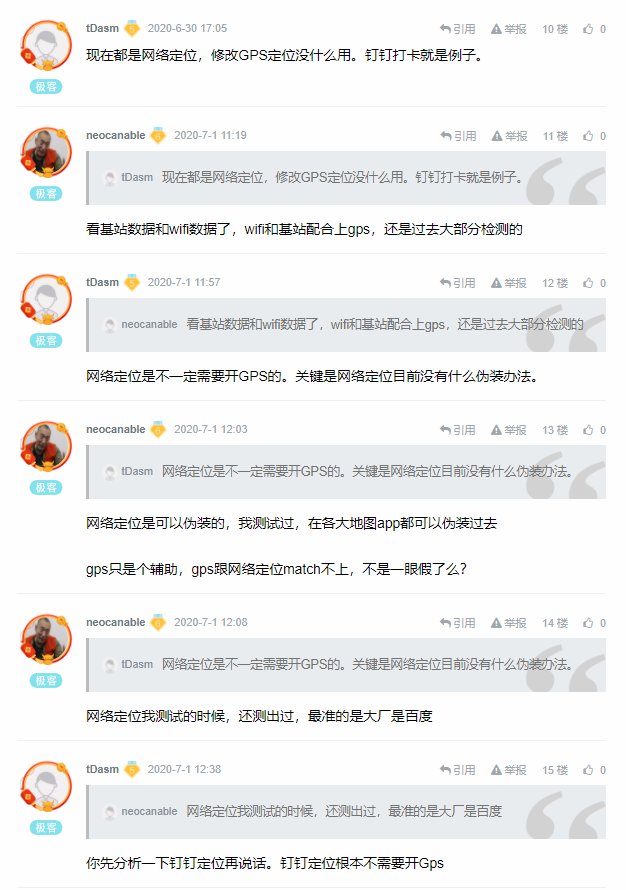 tDasm 2020-6-30 17:05 引用 举报 10 楼 0
现在都是网络定位，修改GPS定位没什么用。钉钉打卡就是例子。
极客
neocanable 2020-7-1 11:19 引用 举报 11 楼 0
tDasm 现在都是网络定位，修改GPS定位没什么用。钉钉打卡就是例子。
极客
看基站数据和wifi数据了，wifi和基站配合上gps，还是过去大部分检测的
tDasm 2020-7-1 11:57 引用 举报 12 楼 0
neocanable 看基站数据和wifi数据了，wifi和基站配合上gps，还是过去大部分检测的
极客
网络定位是不一定需要开GPS的。关键是网络定位目前没有什么伪装办法。
neocanable 2020-7-1 12:03 引用 举报 13 楼 0
tDasm 网络定位是不一定需要开GPS的。关键是网络定位目前没有什么伪装办法。
极客
网络定位是可以伪装的，我测试过，在各大地图app都可以伪装过去
gps只是个辅助，gps跟网络定位match不上，不是一眼假了么？
neocanable 2020-7-1 12:08 引用 举报 14 楼 0
tDasm 网络定位是不一定需要开GPS的。关键是网络定位目前没有什么伪装办法。
极客
网络定位我测试的时候，还测出过，最准的是大厂是百度
tDasm 2020-7-1 12:38 引用 举报 15 楼 0
neocanable 网络定位我测试的时候，还测出过，最准的是大厂是百度
极客
你先分析一下钉钉定位再说话。钉钉定位根本不需要开Gps